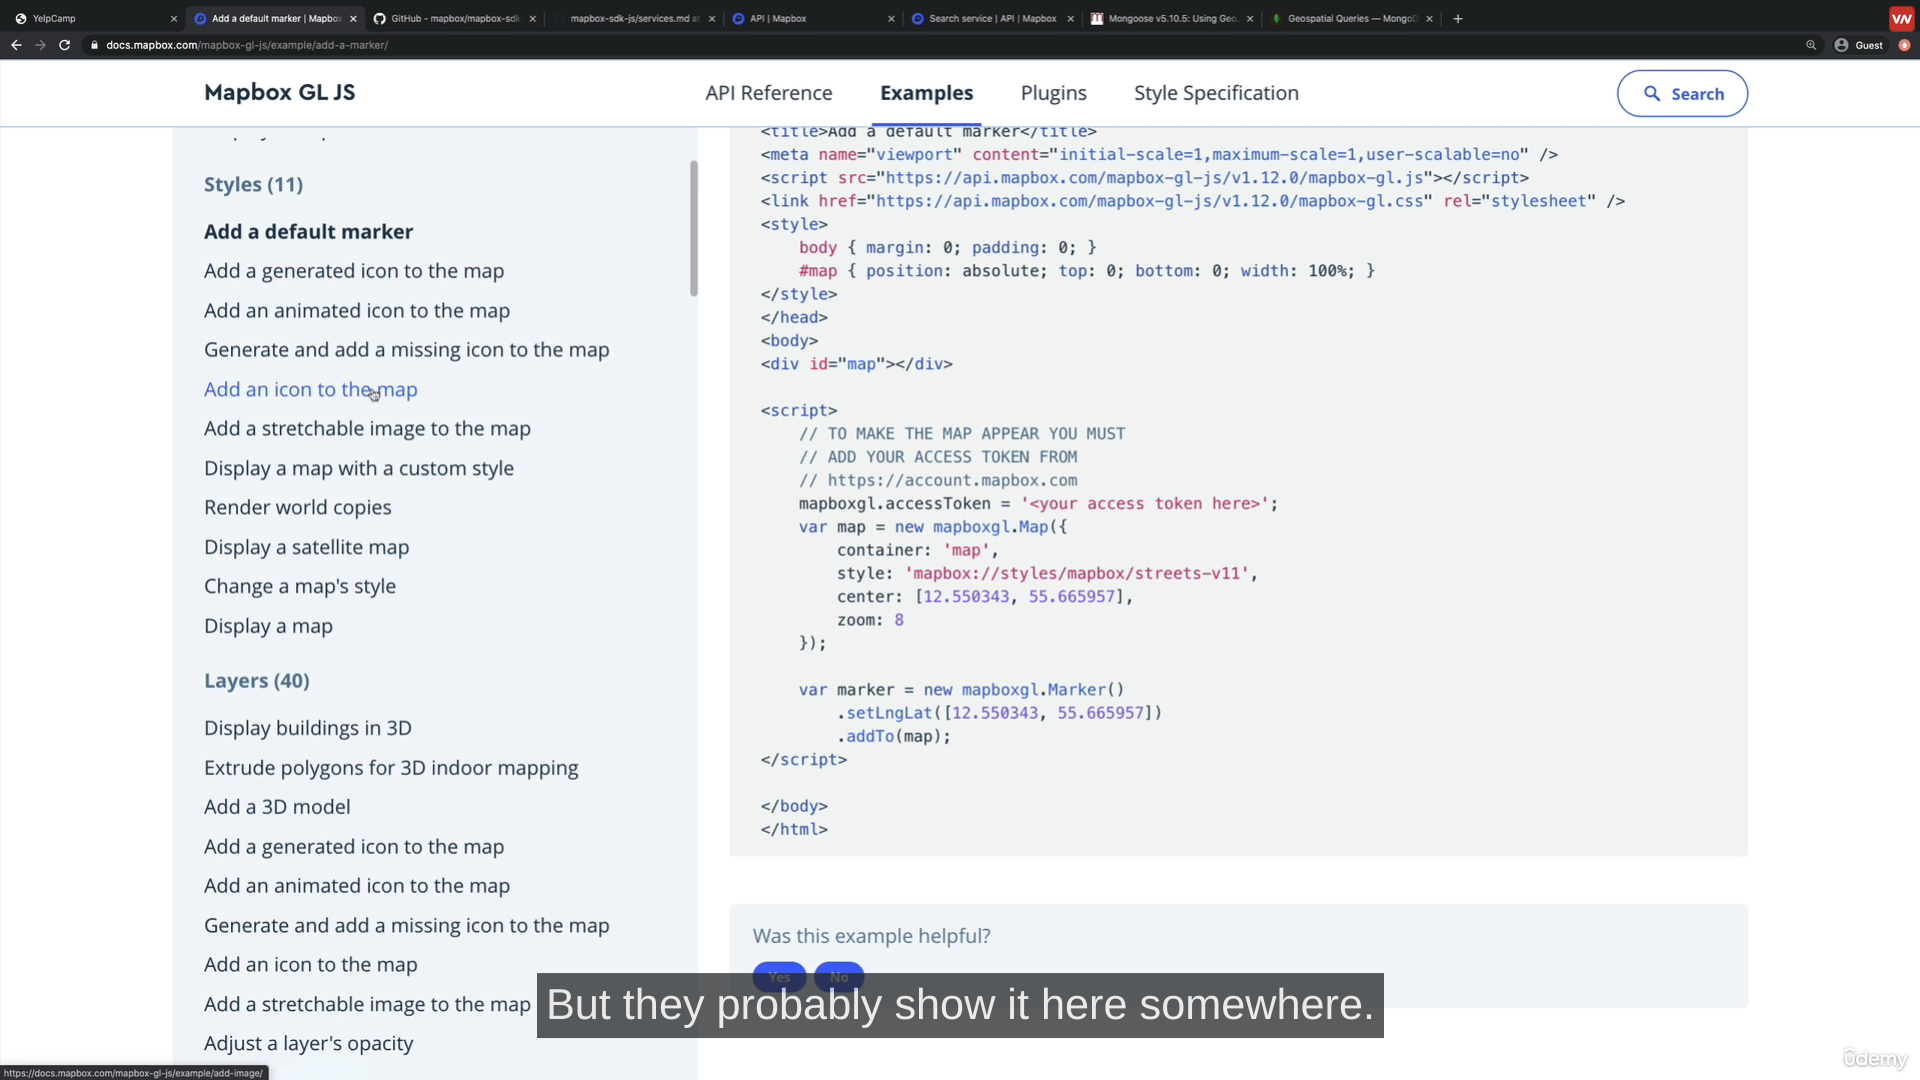 YelpCamp
Add a default marker | Mapbox
GitHub - mapbox/mapbox-sdk
mapbox-sdk-js/services.md at
API | Mapbox
Search service | API | Mapbox
Mongoose v5.10.5: Using Geo
Geospatial Queries — MongoD
docs.mapbox.com/mapbox-gl-js/example/add-a-marker/
Guest
Mapbox GL JS
API Reference
Examples
Plugins
Style Specification
Search
Styles (11)
Add a default marker
Add a generated icon to the map
Add an animated icon to the map
Generate and add a missing icon to the map
Add an icon to the map
Add a stretchable image to the map
Display a map with a custom style
Render world copies
Display a satellite map
Change a map's style
Display a map
Layers (40)
Display buildings in 3D
Extrude polygons for 3D indoor mapping
Add a 3D model
Add a generated icon to the map
Add an animated icon to the map
Generate and add a missing icon to the map
Add an icon to the map
Add a stretchable image to the map
Adjust a layer's opacity
<title>Add a default marker</title>
<meta name="viewport" content="initial-scale=1,maximum-scale=1,user-scalable=no" />
<script src="https://api.mapbox.com/mapbox-gl-js/v1.12.0/mapbox-gl.js"></script>
<link href="https://api.mapbox.com/mapbox-gl-js/v1.12.0/mapbox-gl.css" rel="stylesheet" />
<style>
body { margin: 0; padding: 0; }
#map { position: absolute; top: 0; bottom: 0; width: 100%; }
</style>
</head>
<body>
<div id="map"></div>
<script>
// TO MAKE THE MAP APPEAR YOU MUST
// ADD YOUR ACCESS TOKEN FROM
// https://account.mapbox.com
mapboxgl.accessToken = '<your access token here>';
var map = new mapboxgl.Map({
container: 'map',
style: 'mapbox://styles/mapbox/streets-v11',
center: [12.550343, 55.665957],
zoom: 8
});
var marker = new mapboxgl.Marker()
.setLngLat([12.550343, 55.665957])
.addTo(map);
</script>
</body>
</html>
Was this example helpful?
Yes
No
But they probably show it here somewhere.
https://docs.mapbox.com/mapbox-gl-js/example/add-image/
ûdemy